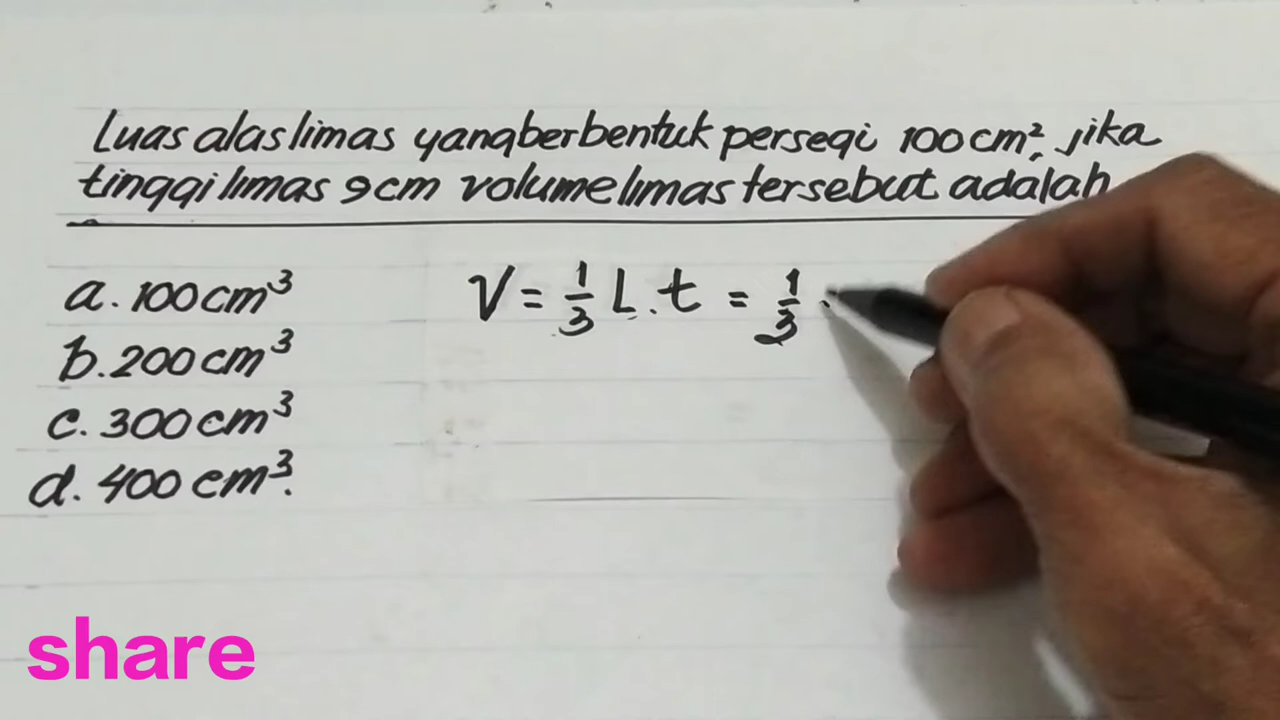 Luas alas limas yang berbentuk persegi 100 cm². jika
tinggi limas 9 cm volume limas tersebut adalah
a. 100 cm³
V = 1/3 L . t = 1/3 .
b. 200 cm³
c. 300 cm³
d. 400 cm³.
share